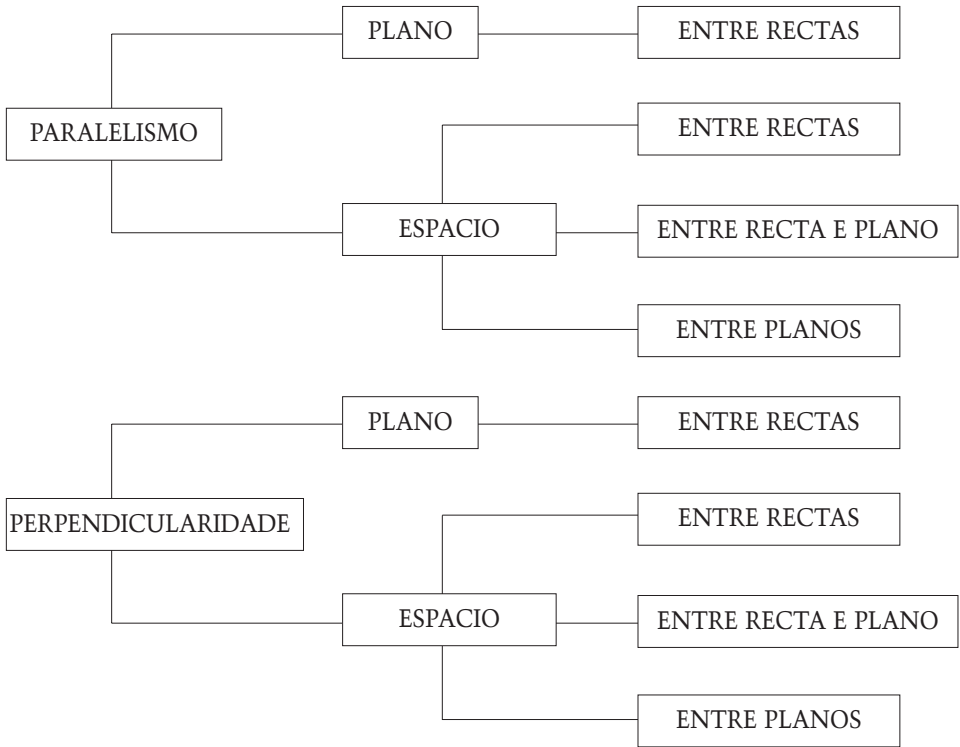 PLANO
ENTRE RECTAS
PARALELISMO
ENTRE RECTAS
ESPACIO
ENTRE RECTA E PLANO
ENTRE PLANOS
PLANO
ENTRE RECTAS
PERPENDICULARIDADE
ENTRE RECTAS
ESPACIO
ENTRE RECTA E PLANO
ENTRE PLANOS